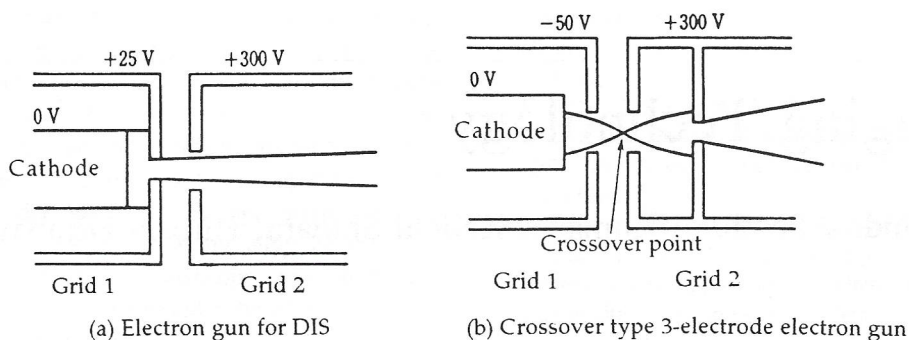 +25 V
+300 V
0 V
Cathode
Grid 1
Grid 2
(a) Electron gun for DIS
−50 V
+300 V
0 V
Cathode
Crossover point
Grid 1
Grid 2
(b) Crossover type 3-electrode electron gun